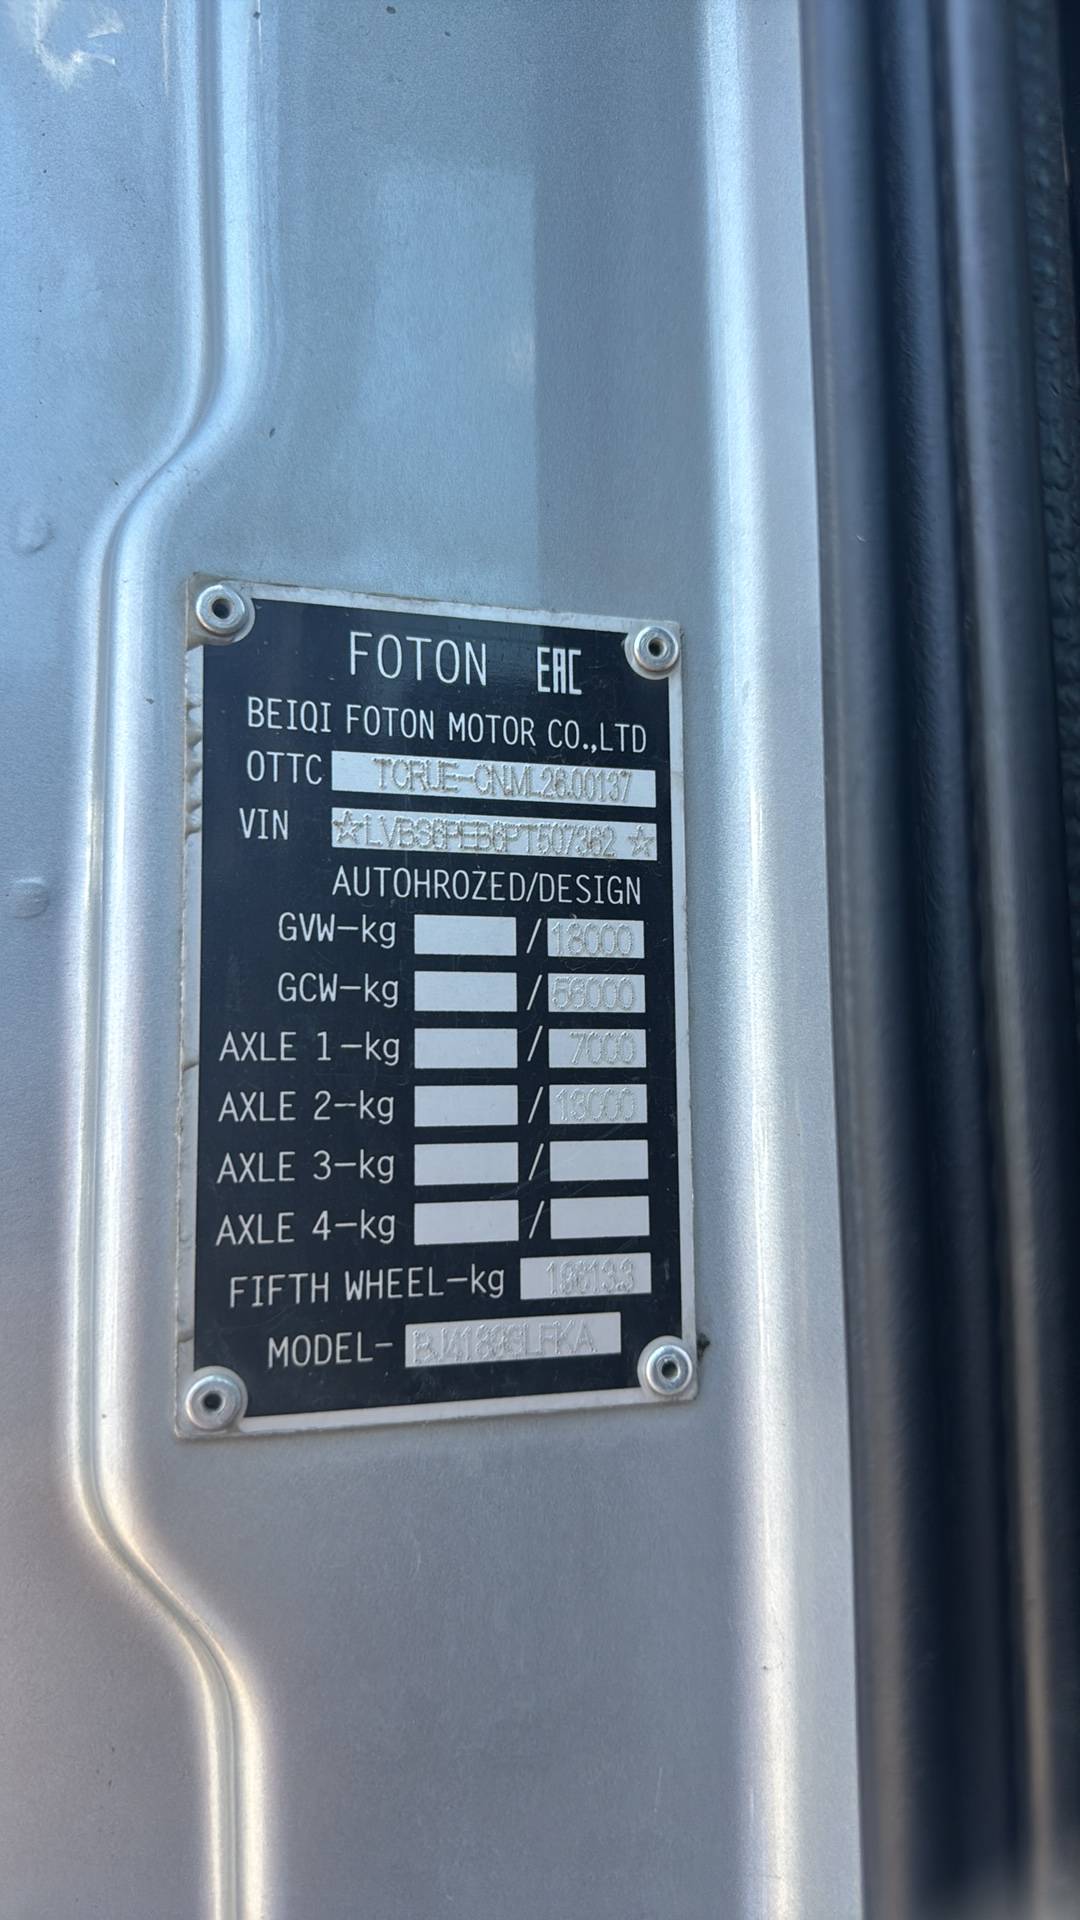 FOTON EAC
BEIQI FOTON MOTOR CO.,LTD
OTTC TCRUE-CN.ML26.00137
VIN ☆LVBS6PEB6PT507362☆
AUTOHROZED/DESIGN
GVW-kg / 18000
GCW-kg / 56000
AXLE 1-kg / 7000
AXLE 2-kg / 13000
AXLE 3-kg /
AXLE 4-kg /
FIFTH WHEEL-kg
MODEL-